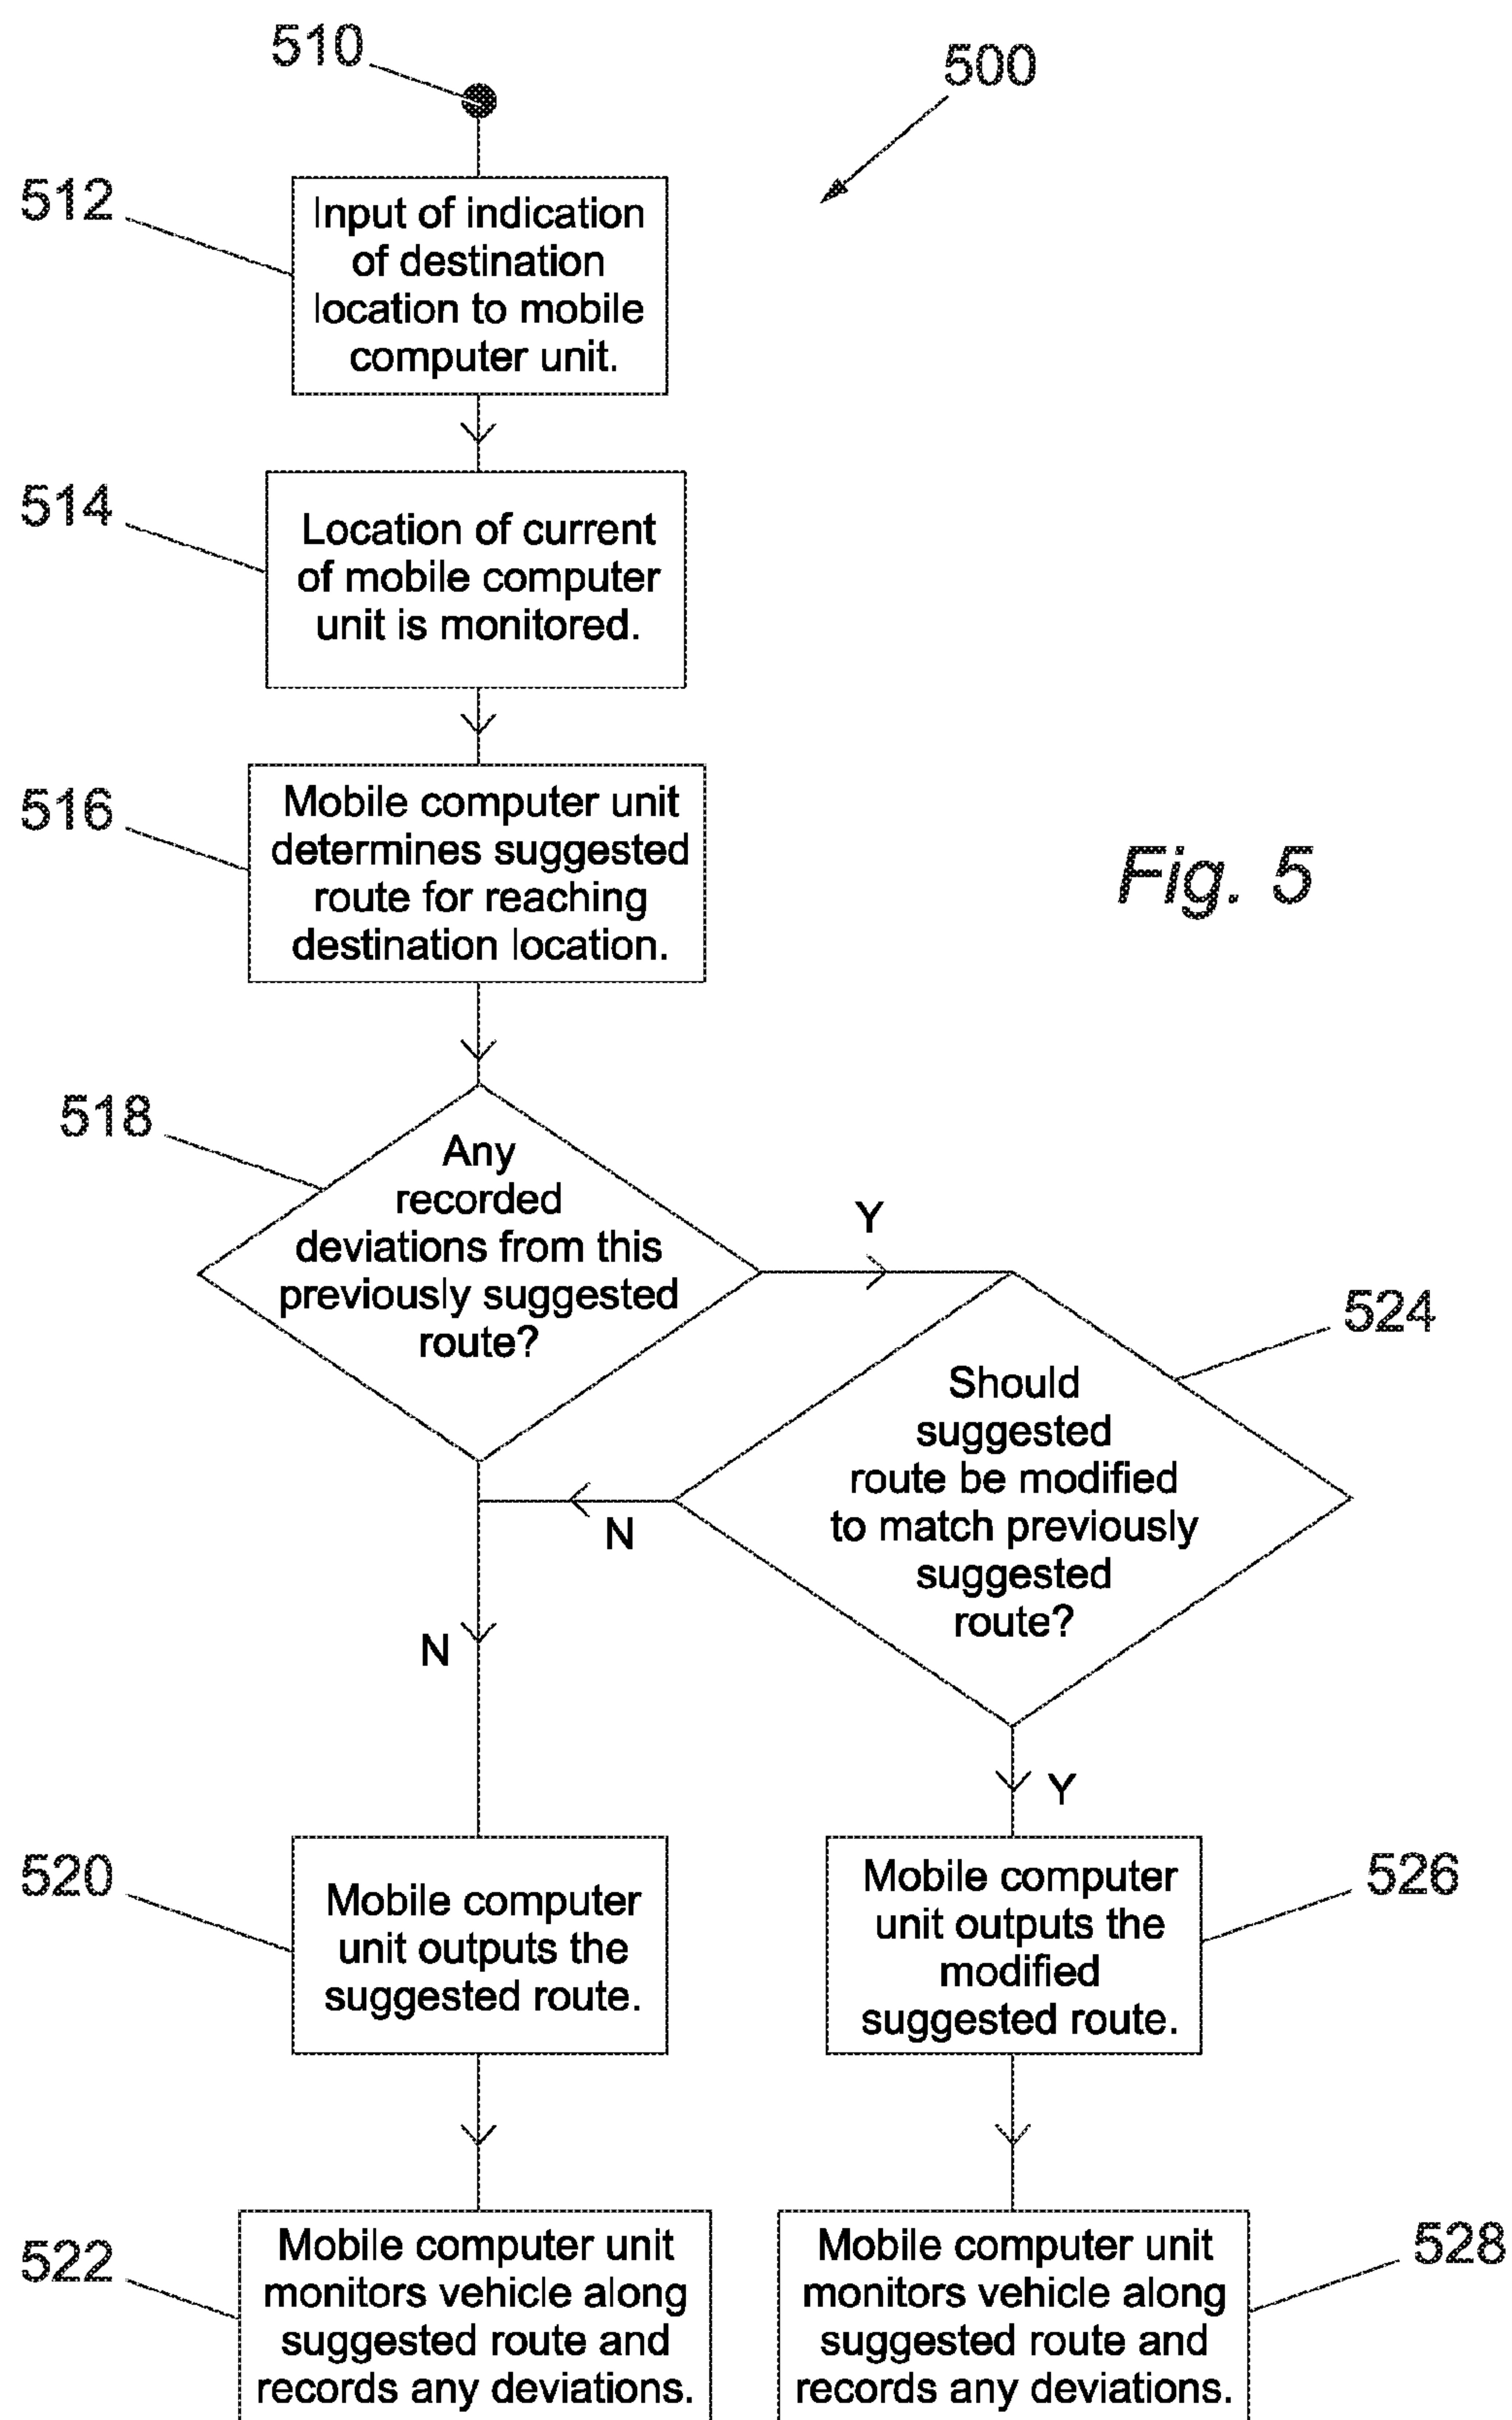 510
500
512
Input of indication
of destination
location to mobile
computer unit.
514
Location of current
of mobile computer
unit is monitored.
516
Mobile computer unit
determines suggested
route for reaching
destination location.
Fig. 5
518
Any
recorded
deviations from this
previously suggested
route?
Y
524
Should
suggested
route be modified
to match previously
suggested
route?
N
N
Y
520
Mobile computer
unit outputs the
suggested route.
526
Mobile computer
unit outputs the
modified
suggested route.
522
Mobile computer unit
monitors vehicle along
suggested route and
records any deviations.
528
Mobile computer unit
monitors vehicle along
suggested route and
records any deviations.